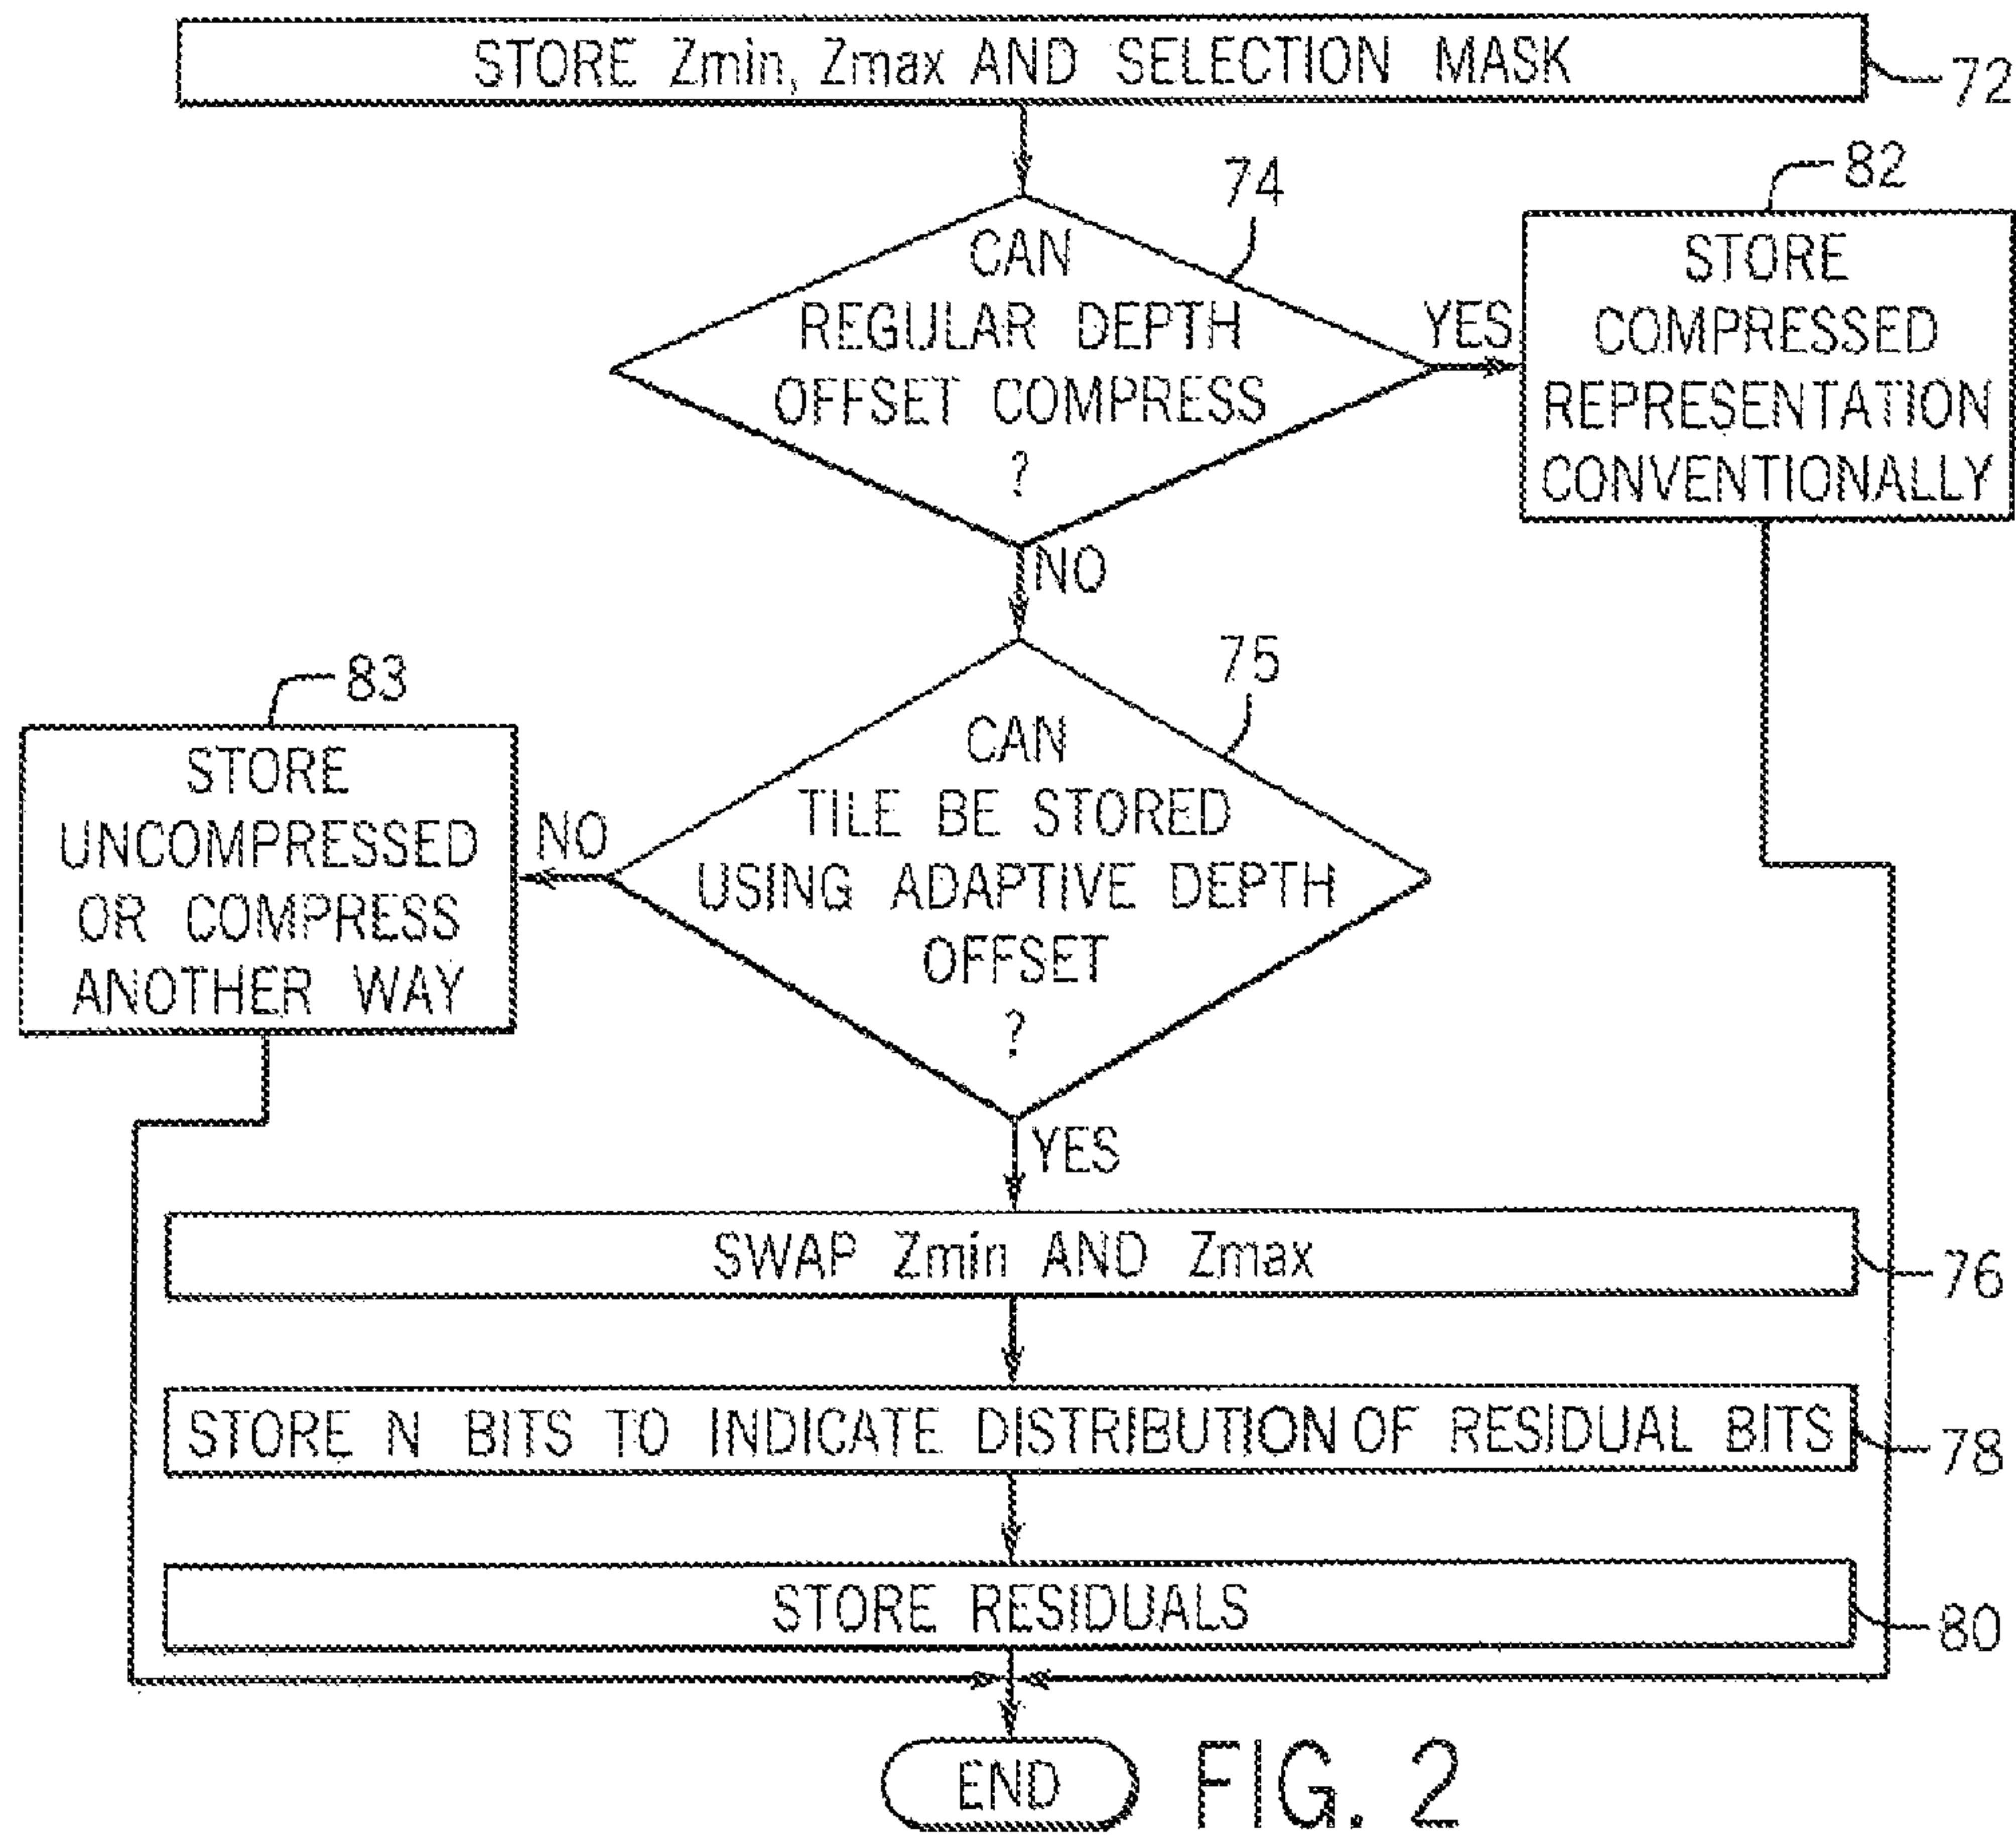 STORE Zmin, Zmax AND SELECTION MASK
72
74
CAN
REGULAR DEPTH
OFFSET COMPRESS
?
YES
82
STORE
COMPRESSED
REPRESENTATION
CONVENTIONALLY
NO
75
CAN
TILE BE STORED
USING ADAPTIVE DEPTH
OFFSET
?
NO
83
STORE
UNCOMPRESSED
OR COMPRESS
ANOTHER WAY
YES
SWAP Zmin AND Zmax
76
STORE N BITS TO INDICATE DISTRIBUTION OF RESIDUAL BITS
78
STORE RESIDUALS
80
END
FIG. 2